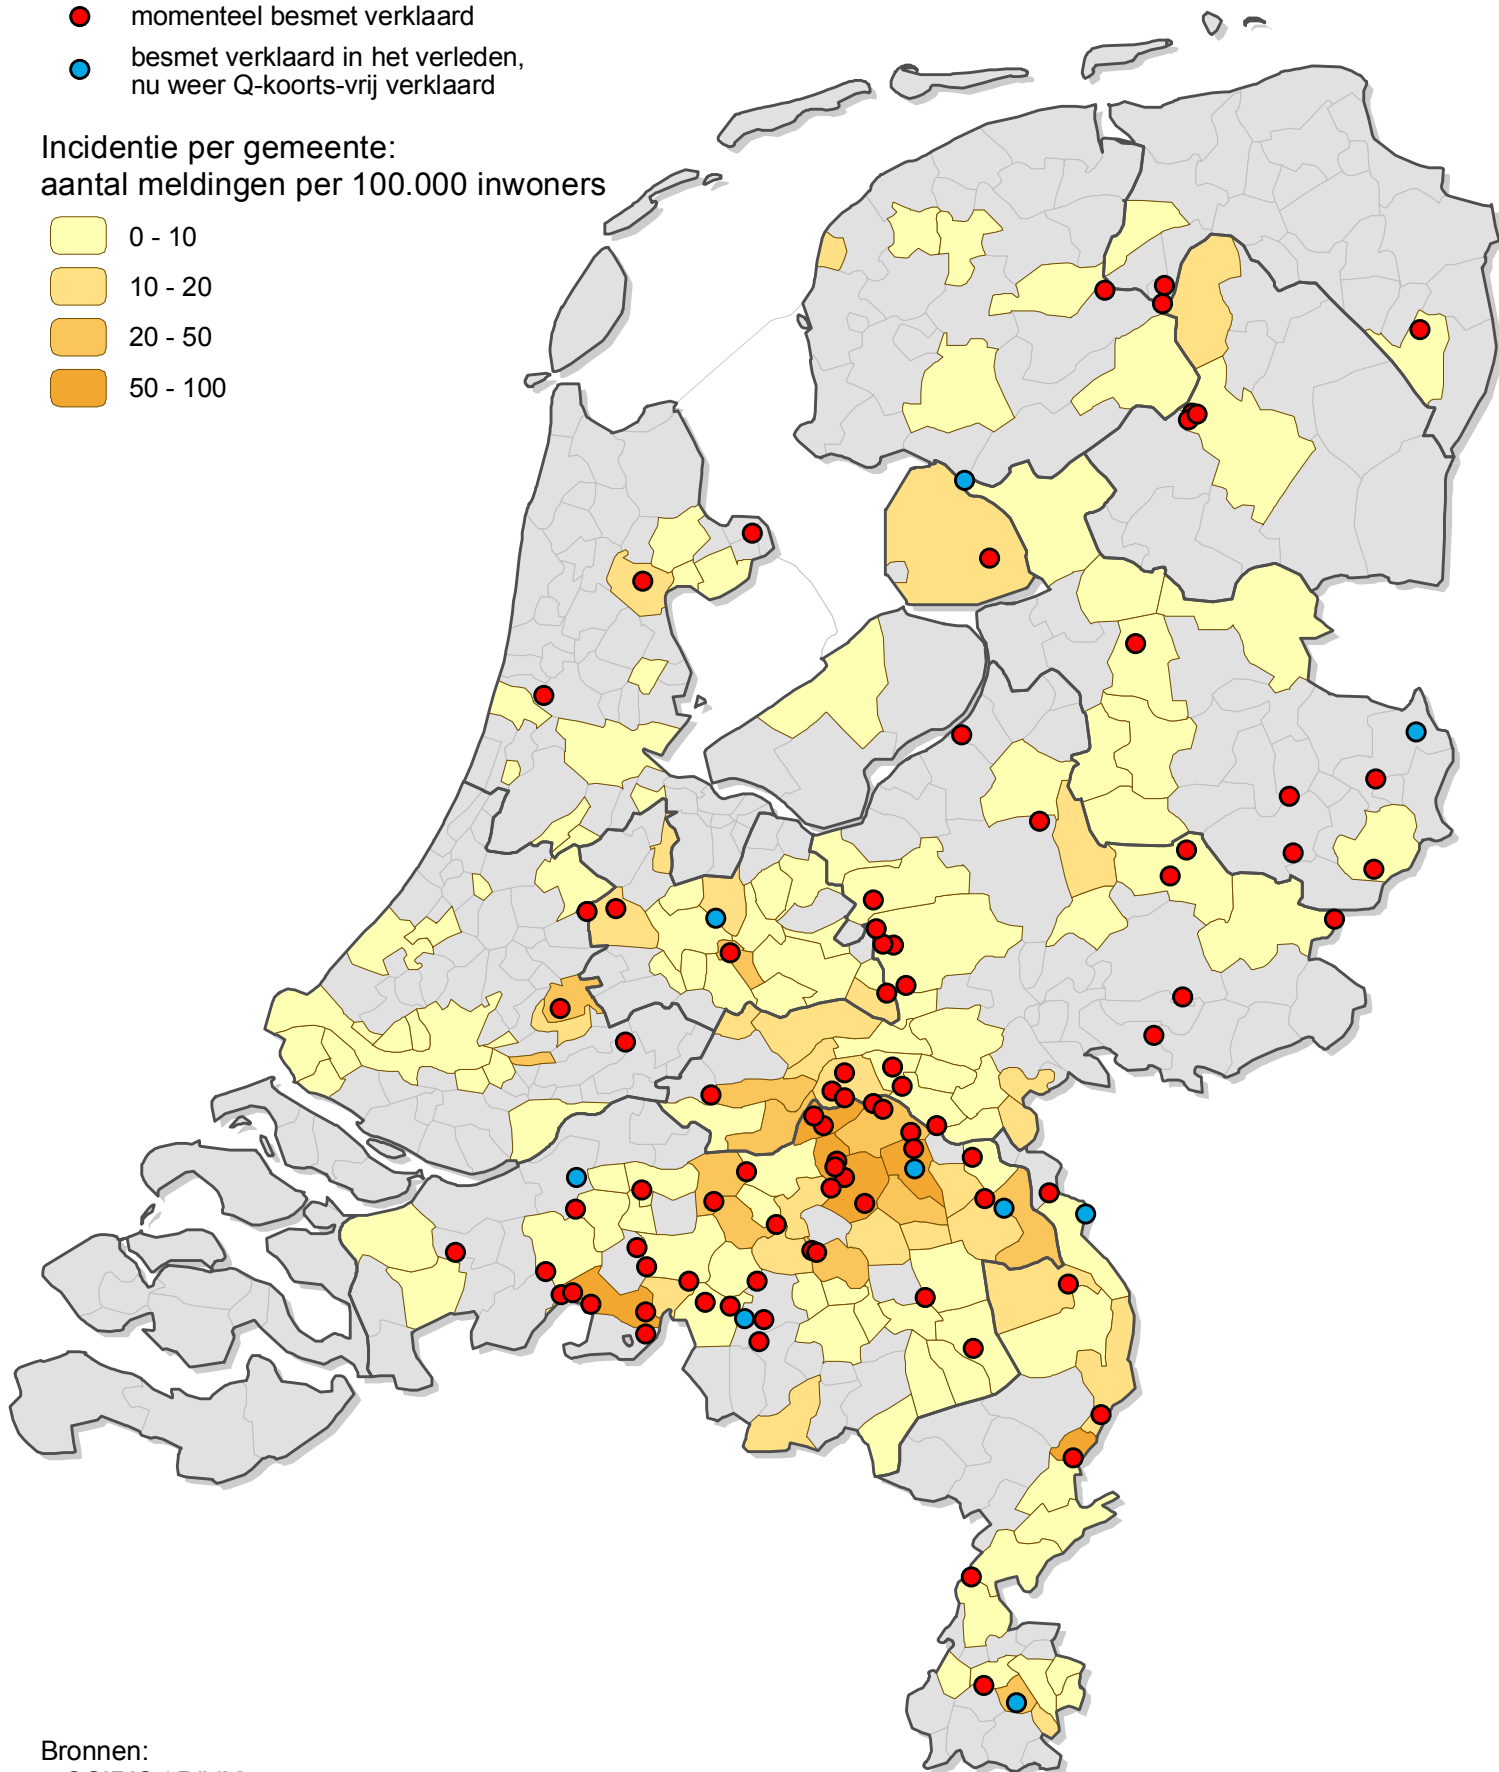 momenteel besmet verklaard
besmet verklaard in het verleden,
nu weer Q-koorts-vrij verklaard
Incidentie per gemeente:
aantal meldingen per 100.000 inwoners
0 - 10
10 - 20
20 - 50
50 - 100
Bronnen: